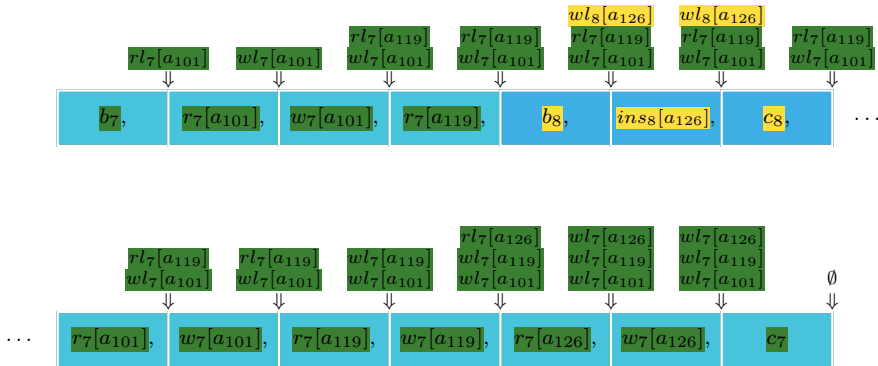 wl₈[a₁₂₆] wl₈[a₁₂₆]
rl₇[a₁₁₉] rl₇[a₁₁₉] rl₇[a₁₁₉] rl₇[a₁₁₉] rl₇[a₁₁₉]
rl₇[a₁₀₁] wl₇[a₁₀₁] wl₇[a₁₀₁] wl₇[a₁₀₁] wl₇[a₁₀₁] wl₇[a₁₀₁] wl₇[a₁₀₁]
⇓ ⇓ ⇓ ⇓ ⇓ ⇓ ⇓
b₇, r₇[a₁₀₁], w₇[a₁₀₁], r₇[a₁₁₉], b₈, ins₈[a₁₂₆], c₈, ...
rl₇[a₁₂₆] wl₇[a₁₂₆] wl₇[a₁₂₆]
rl₇[a₁₁₉] rl₇[a₁₁₉] wl₇[a₁₁₉] wl₇[a₁₁₉] wl₇[a₁₁₉] wl₇[a₁₁₉]
wl₇[a₁₀₁] wl₇[a₁₀₁] wl₇[a₁₀₁] wl₇[a₁₀₁] wl₇[a₁₀₁] wl₇[a₁₀₁] ∅
⇓ ⇓ ⇓ ⇓ ⇓ ⇓ ⇓
... r₇[a₁₀₁], w₇[a₁₀₁], r₇[a₁₁₉], w₇[a₁₁₉], r₇[a₁₂₆], w₇[a₁₂₆], c₇